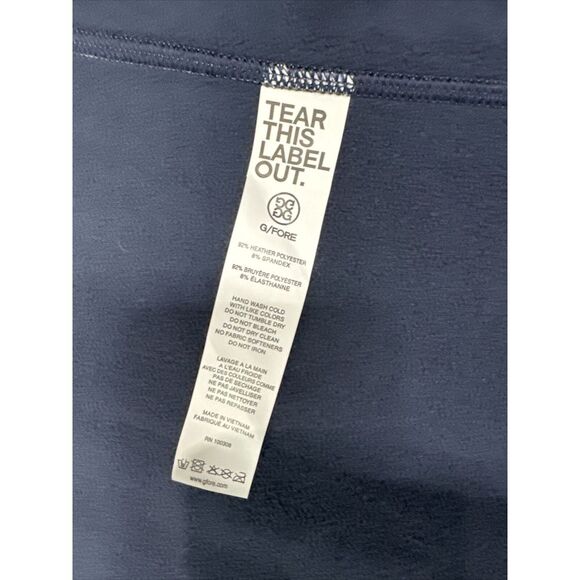 TEAR
THIS
LABEL
OUT.
G/FORE
92% HEATHER POLYESTER
8% SPANDEX
92% BRUYÈRE POLYESTER
8% ÉLASTHANNE
HAND WASH COLD
WITH LIKE COLORS
DO NOT TUMBLE DRY
DO NOT BLEACH
DO NOT DRY CLEAN
NO FABRIC SOFTENERS
DO NOT IRON
LAVAGE A LA MAIN
A L'EAU FROIDE
AVEC DES COULEURS COMME
PAS DE SECHAGE
NE PAS JAVELLISER
NE PAS NETTOYER
NE PAS REPASSER
MADE IN VIETNAM
FABRIQUÉ AU VIETNAM
RN 100308
www.gfore.com